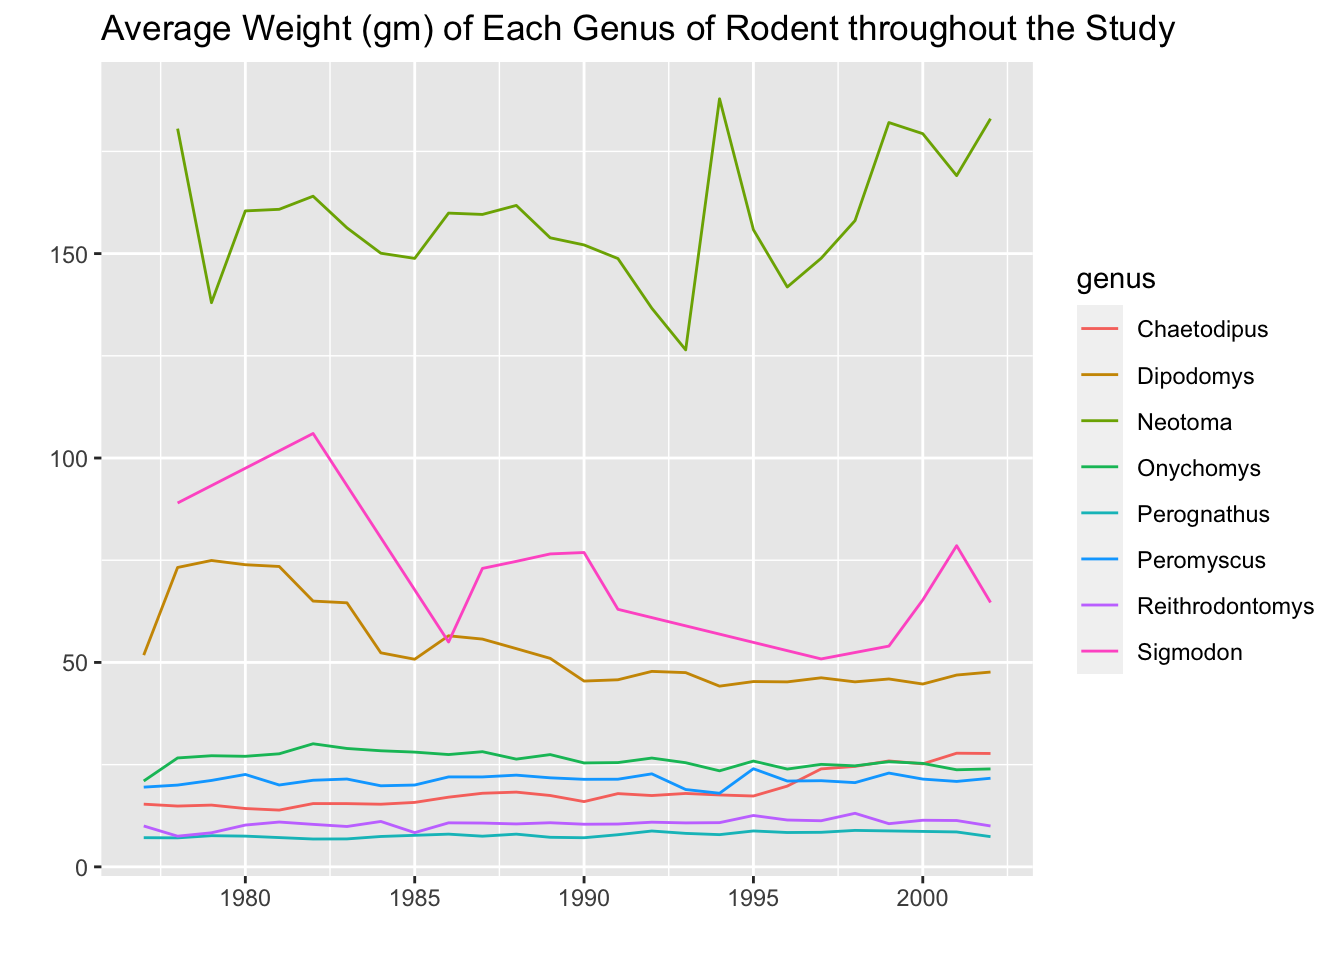 Average Weight (gm) of Each Genus of Rodent throughout the Study
150
100
50
0
1980 1985 1990 1995 2000
genus
Chaetodipus
Dipodomys
Neotoma
Onychomys
Perognathus
Peromyscus
Reithrodontomys
Sigmodon